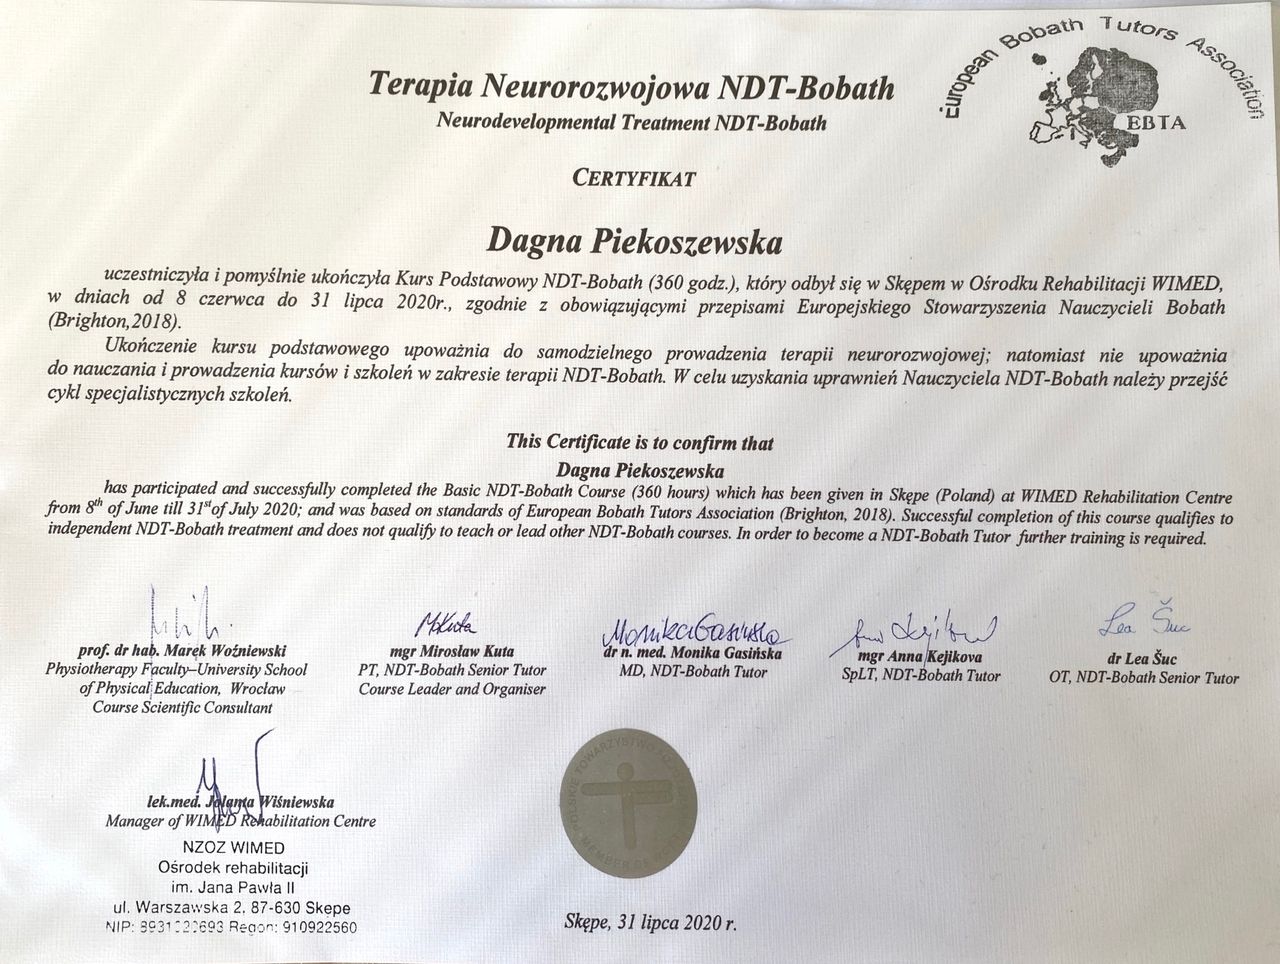 European Bobath Tutors Association
EBTA
Terapia Neurorozwojowa NDT-Bobath
Neurodevelopmental Treatment NDT-Bobath
CERTYFIKAT
Dagna Piekoszewska
uczestniczyła i pomyślnie ukończyła Kurs Podstawowy NDT-Bobath (360 godz.), który odbył się w Skępem w Ośrodku Rehabilitacji WIMED,
w dniach od 8 czerwca do 31 lipca 2020r., zgodnie z obowiązującymi przepisami Europejskiego Stowarzyszenia Nauczycieli Bobath
(Brighton,2018).
Ukończenie kursu podstawowego upoważnia do samodzielnego prowadzenia terapii neurorozwojowej; natomiast nie upoważnia
do nauczania i prowadzenia kursów i szkoleń w zakresie terapii NDT-Bobath. W celu uzyskania uprawnień Nauczyciela NDT-Bobath należy przejść
cykl specjalistycznych szkoleń.
This Certificate is to confirm that
Dagna Piekoszewska
has participated and successfully completed the Basic NDT-Bobath Course (360 hours) which has been given in Skępe (Poland) at WIMED Rehabilitation Centre
from 8th of June till 31st of July 2020; and was based on standards of European Bobath Tutors Association (Brighton, 2018). Successful completion of this course qualifies to
independent NDT-Bobath treatment and does not qualify to teach or lead other NDT-Bobath courses. In order to become a NDT-Bobath Tutor further training is required.
MKuta
Monika Gasińska
Lea Šuc
prof. dr hab. Marek Woźniewski
Physiotherapy Faculty–University School
of Physical Education, Wrocław
Course Scientific Consultant
mgr Mirosław Kuta
PT, NDT-Bobath Senior Tutor
Course Leader and Organiser
dr n. med. Monika Gasińska
MD, NDT-Bobath Tutor
mgr Anna Kejikova
SpLT, NDT-Bobath Tutor
dr Lea Šuc
OT, NDT-Bobath Senior Tutor
lek.med. Jolanta Wiśniewska
Manager of WIMED Rehabilitation Centre
NZOZ WIMED
Ośrodek rehabilitacji
im. Jana Pawła II
ul. Warszawska 2, 87-630 Skępe
NIP: Regon: 910922560
POLSKIE TOWARZYSTWO
MEMBER OF
Skępe, 31 lipca 2020 r.